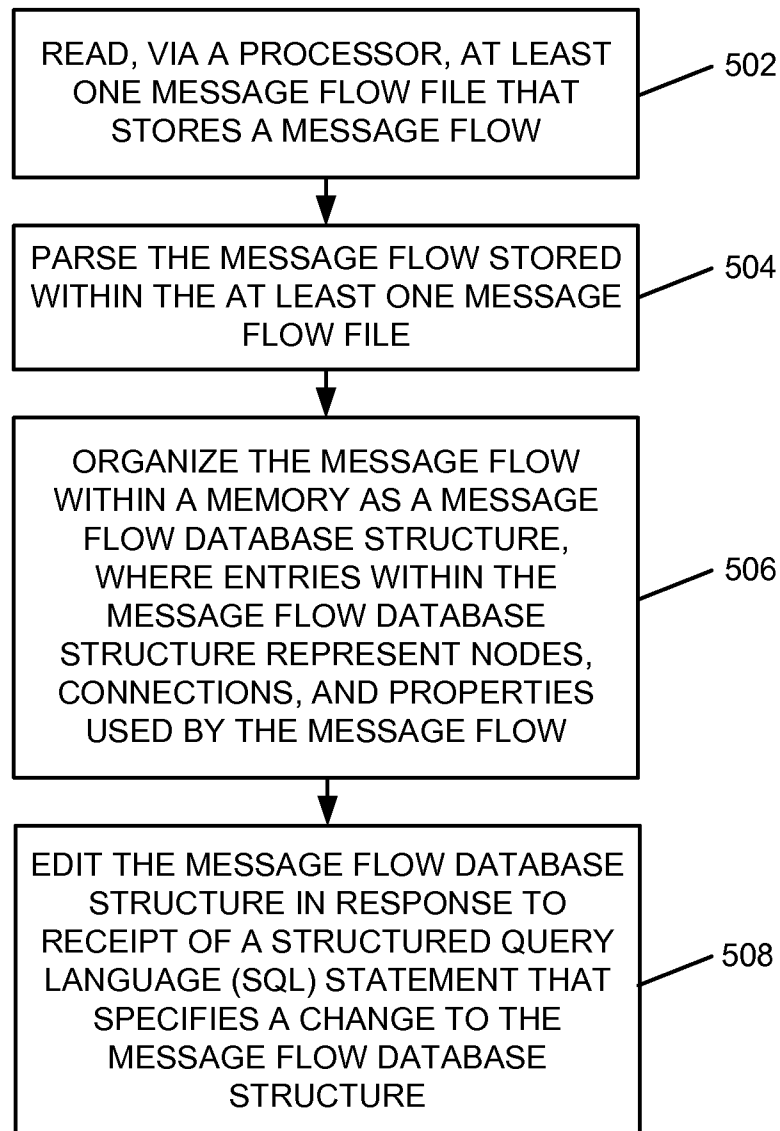 READ, VIA A PROCESSOR, AT LEAST
ONE MESSAGE FLOW FILE THAT
STORES A MESSAGE FLOW
502
PARSE THE MESSAGE FLOW STORED
WITHIN THE AT LEAST ONE MESSAGE
FLOW FILE
504
ORGANIZE THE MESSAGE FLOW
WITHIN A MEMORY AS A MESSAGE
FLOW DATABASE STRUCTURE,
WHERE ENTRIES WITHIN THE
MESSAGE FLOW DATABASE
STRUCTURE REPRESENT NODES,
CONNECTIONS, AND PROPERTIES
USED BY THE MESSAGE FLOW
506
EDIT THE MESSAGE FLOW DATABASE
STRUCTURE IN RESPONSE TO
RECEIPT OF A STRUCTURED QUERY
LANGUAGE (SQL) STATEMENT THAT
SPECIFIES A CHANGE TO THE
MESSAGE FLOW DATABASE
STRUCTURE
508